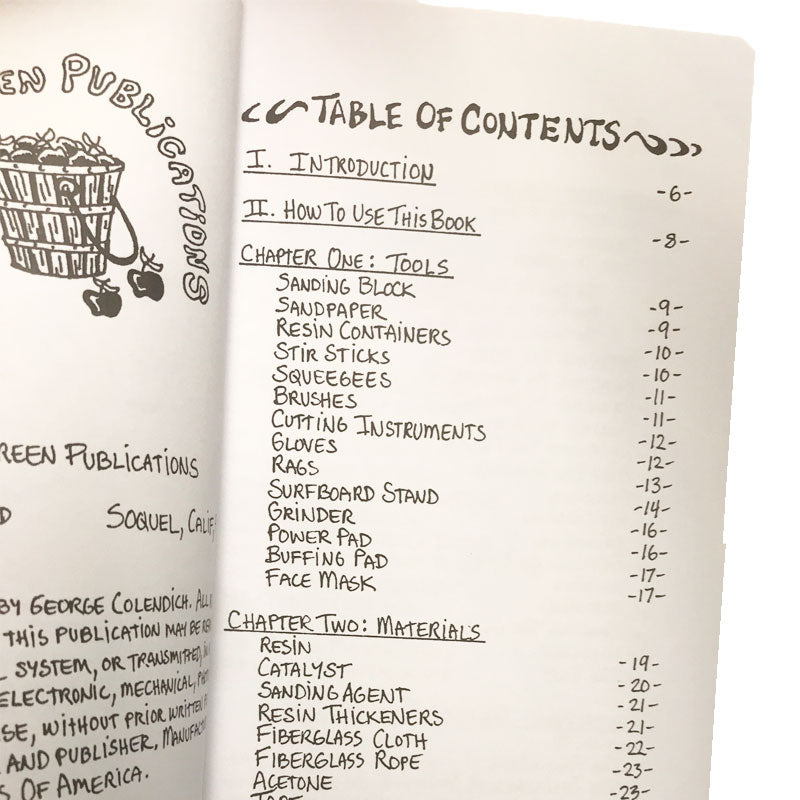 PUBLICATIONS
PUBLICATIONS
SOQUEL, CALIF
BY GEORGE COLENDICH. ALL
THIS PUBLICATION MAY BE
SYSTEM, OR TRANSMITTED,
ELECTRONIC, MECHANICAL,
WITHOUT PRIOR WRITTEN
AND PUBLISHER,
OF AMERICA.
TABLE OF CONTENTS
I. INTRODUCTION -6-
II. HOW TO USE THIS BOOK -8-
CHAPTER ONE: TOOLS
SANDING BLOCK -9-
SANDPAPER -9-
RESIN CONTAINERS -10-
STIR STICKS -10-
SQUEEGEES -11-
BRUSHES -11-
CUTTING INSTRUMENTS -12-
GLOVES -12-
RAGS -13-
SURFBOARD STAND -14-
GRINDER -16-
POWER PAD -16-
BUFFING PAD -17-
FACE MASK -17-
CHAPTER TWO: MATERIALS
RESIN -19-
CATALYST -20-
SANDING AGENT -21-
RESIN THICKENERS -21-
FIBERGLASS CLOTH -22-
FIBERGLASS ROPE -23-
ACETONE -23-